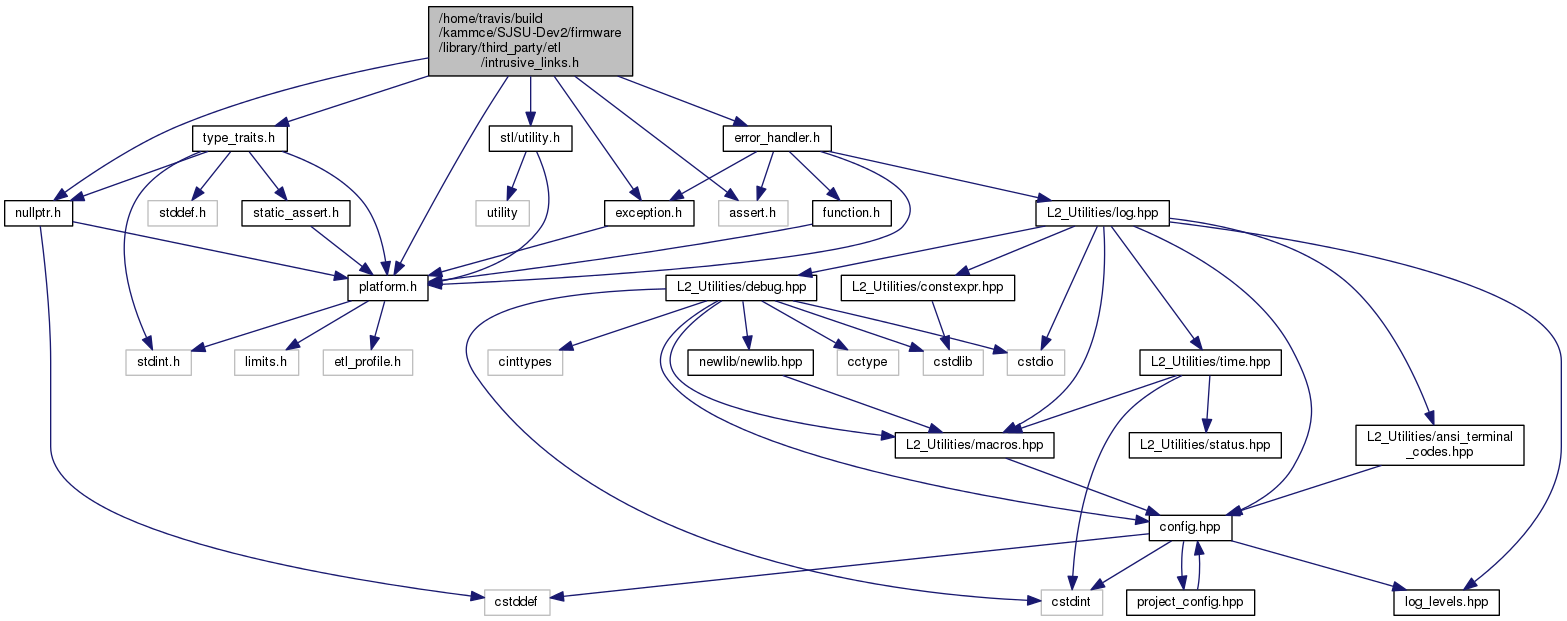 /home/travis/build
/kammce/SJSU-Dev2/firmware
/library/third_party/etl
/intrusive_links.h
type_traits.h
stl/utility.h
error_handler.h
nullptr.h
stddef.h
static_assert.h
utility
exception.h
assert.h
function.h
L2_Utilities/log.hpp
platform.h
L2_Utilities/debug.hpp
L2_Utilities/constexpr.hpp
stdint.h
limits.h
etl_profile.h
cinttypes
newlib/newlib.hpp
cctype
cstdlib
cstdio
L2_Utilities/time.hpp
L2_Utilities/macros.hpp
L2_Utilities/status.hpp
L2_Utilities/ansi_terminal
_codes.hpp
config.hpp
cstddef
cstdint
project_config.hpp
log_levels.hpp